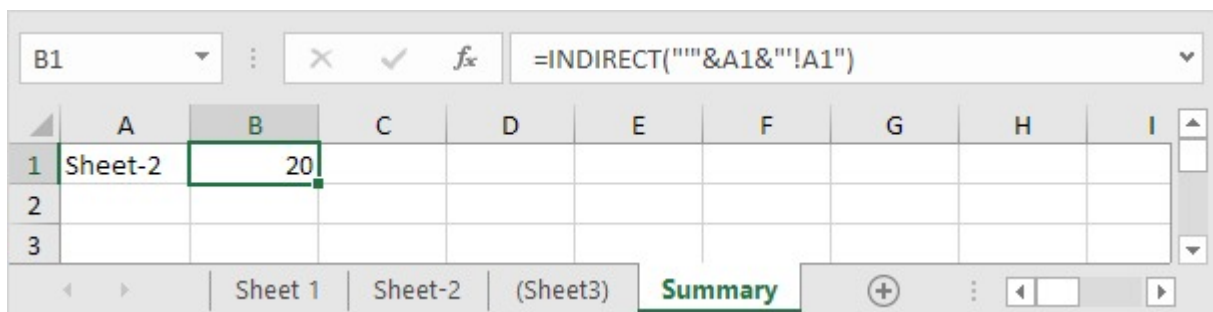 B1 fx =INDIRECT("'"&A1&"'!A1")
A B C D E F G H I
1 Sheet-2 20
2
3
Sheet 1 Sheet-2 (Sheet3) Summary